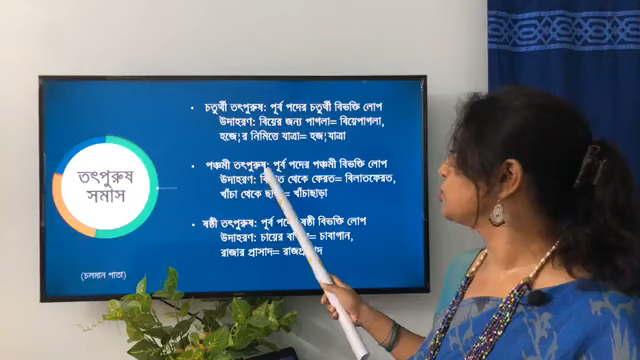 তৎপুরুষ
সমাস
(চলমান পাতা)
• চতুর্থী তৎপুরুষ: পূর্ব পদের চতুর্থী বিভক্তি লোপ
উদাহরণ: বিয়ের জন্য পাগলা= বিয়েপাগলা,
হজ্বের নিমিত্তে যাত্রা= হজ্বযাত্রা
• পঞ্চমী তৎপুরুষ: পূর্ব পদের পঞ্চমী বিভক্তি লোপ
উদাহরণ: থেকে ফেরত= বিলাতফেরত,
খাঁচা থেকে = খাঁচাছাড়া
• ষষ্ঠী তৎপুরুষ: পূর্ব ষষ্ঠী বিভক্তি লোপ
উদাহরণ: চায়ের = চাবাগান,
রাজার প্রাসাদ=